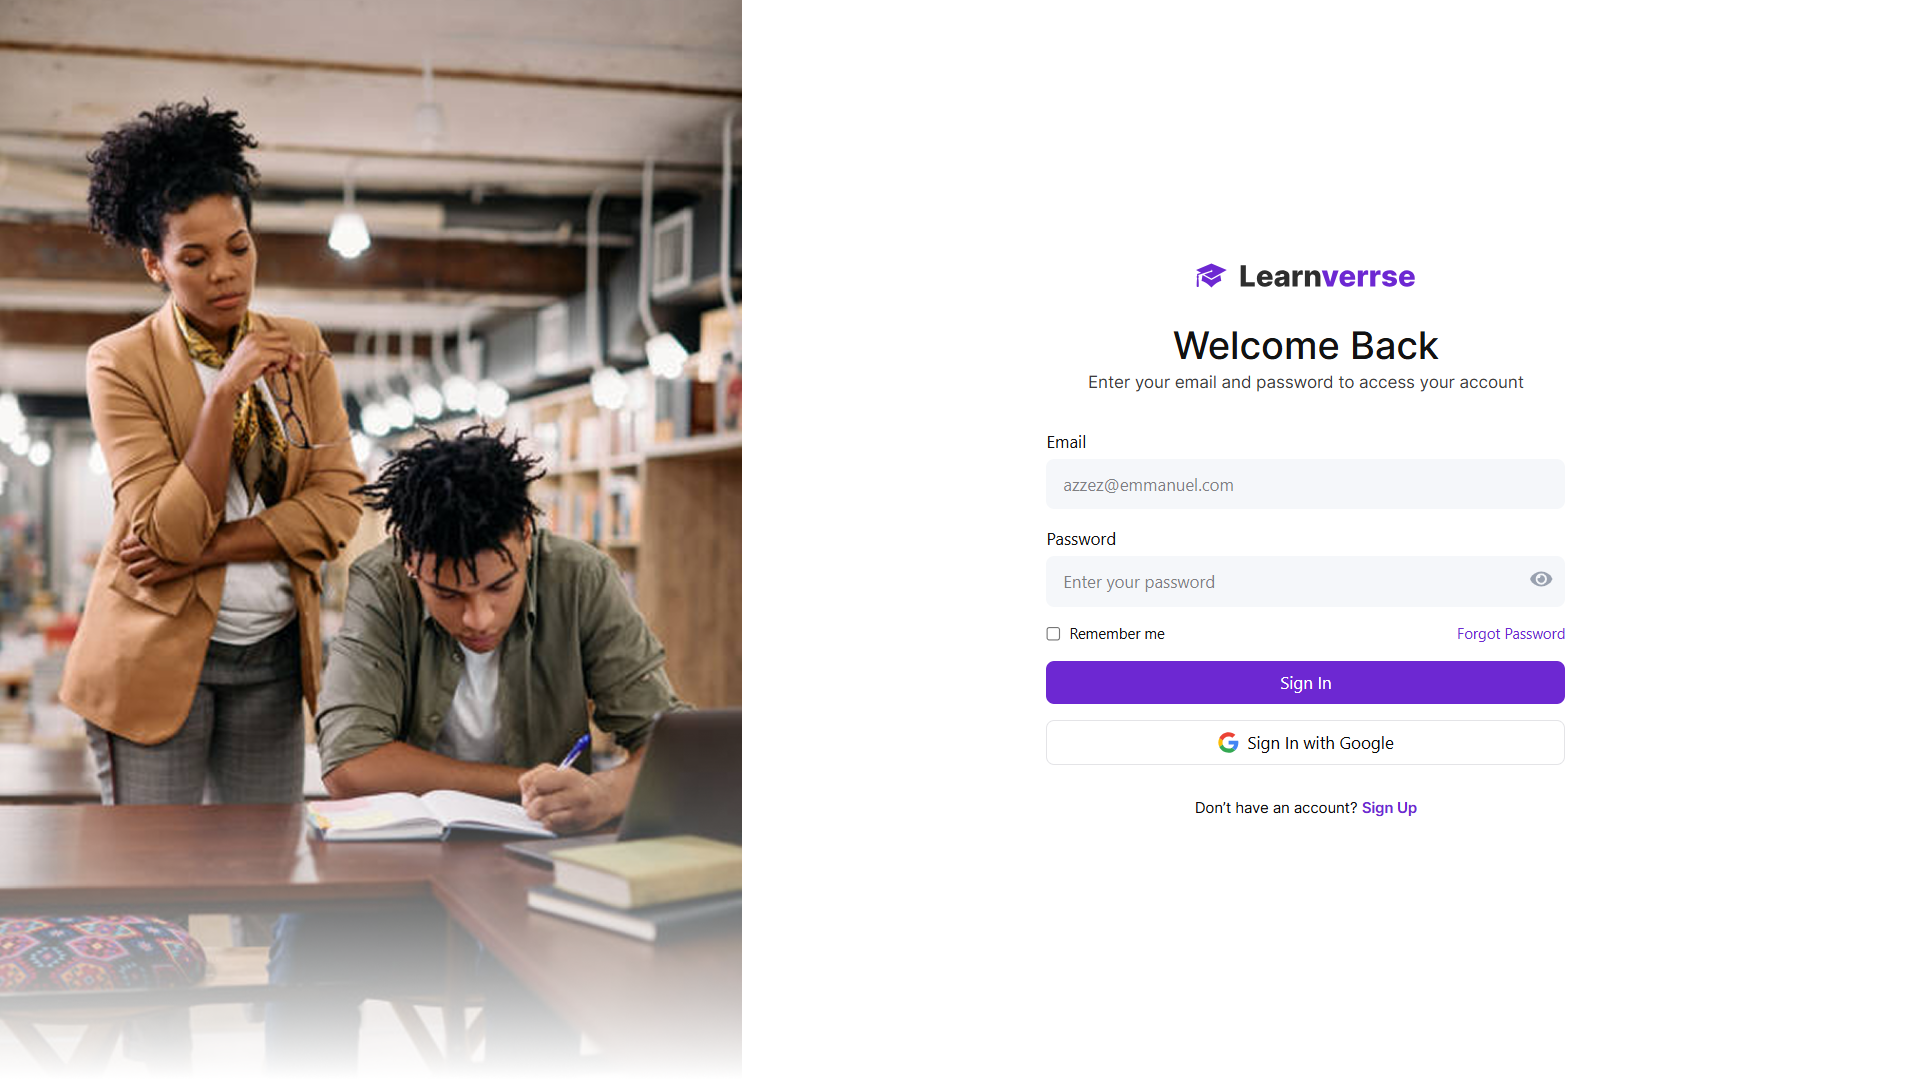 Learnverrse
Welcome Back
Enter your email and password to access your account
Email
azzez@emmanuel.com
Password
Enter your password
Remember me
Forgot Password
Sign In
Sign In with Google
Don't have an account? Sign Up